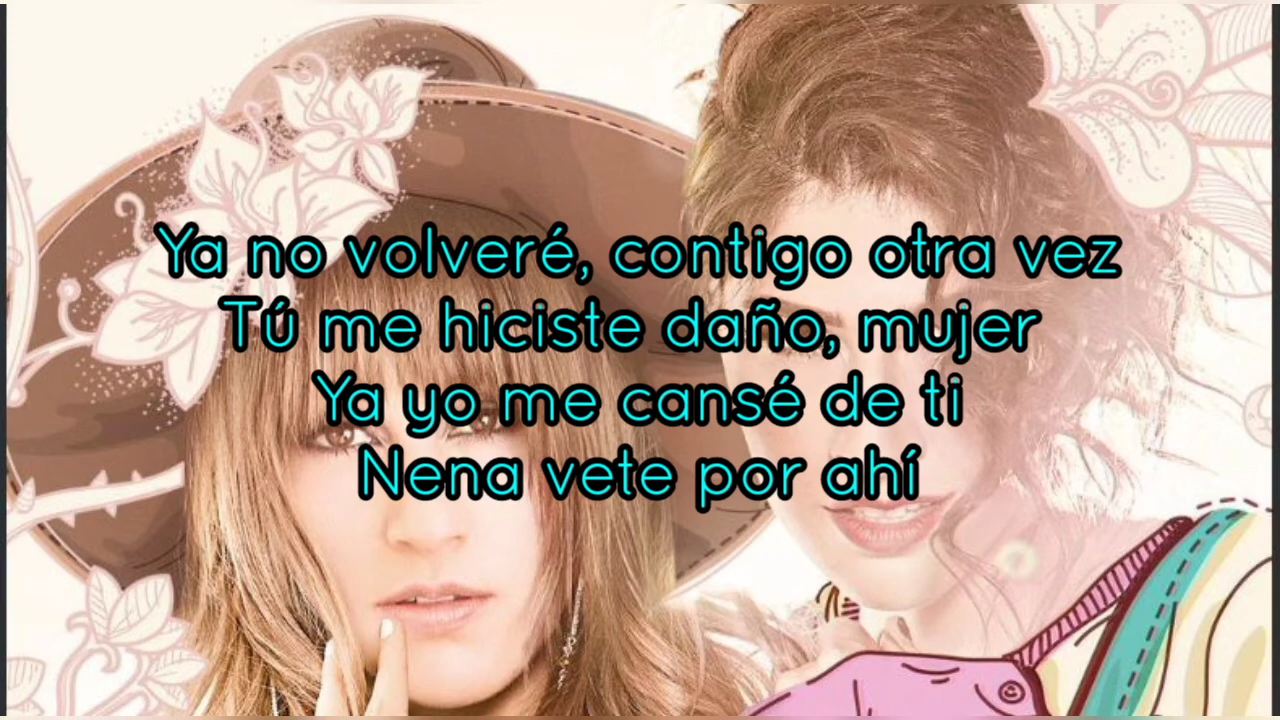 Ya no volveré, contigo otra vez
Tú me hiciste daño, mujer
Ya yo me cansé de ti
Nena vete por ahí